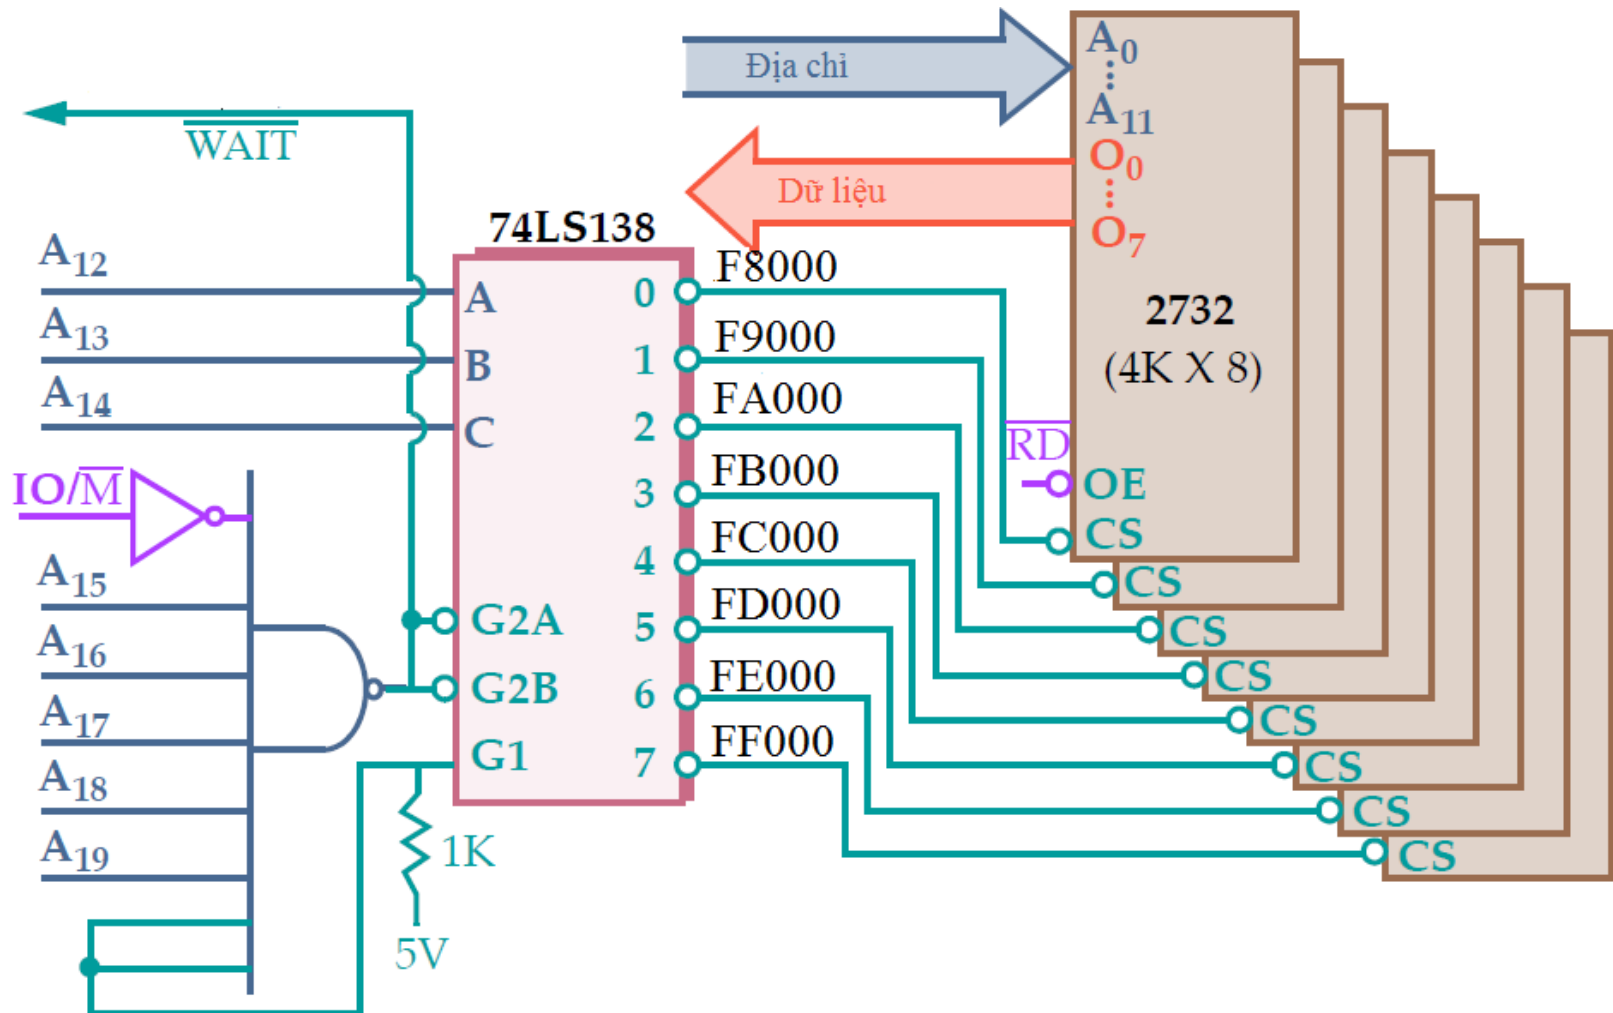 Địa chỉ
A0
A11
WAIT
O0
Dữ liệu
O7
74LS138
A12
A
0
F8000
A13
B
1
F9000
2732
(4K X 8)
A14
C
2
FA000
RD
IO/M
3
FB000
OE
CS
4
FC000
CS
A15
G2A
5
FD000
CS
A16
G2B
6
FE000
CS
CS
A17
G1
7
FF000
CS
A18
CS
A19
1K
CS
5V